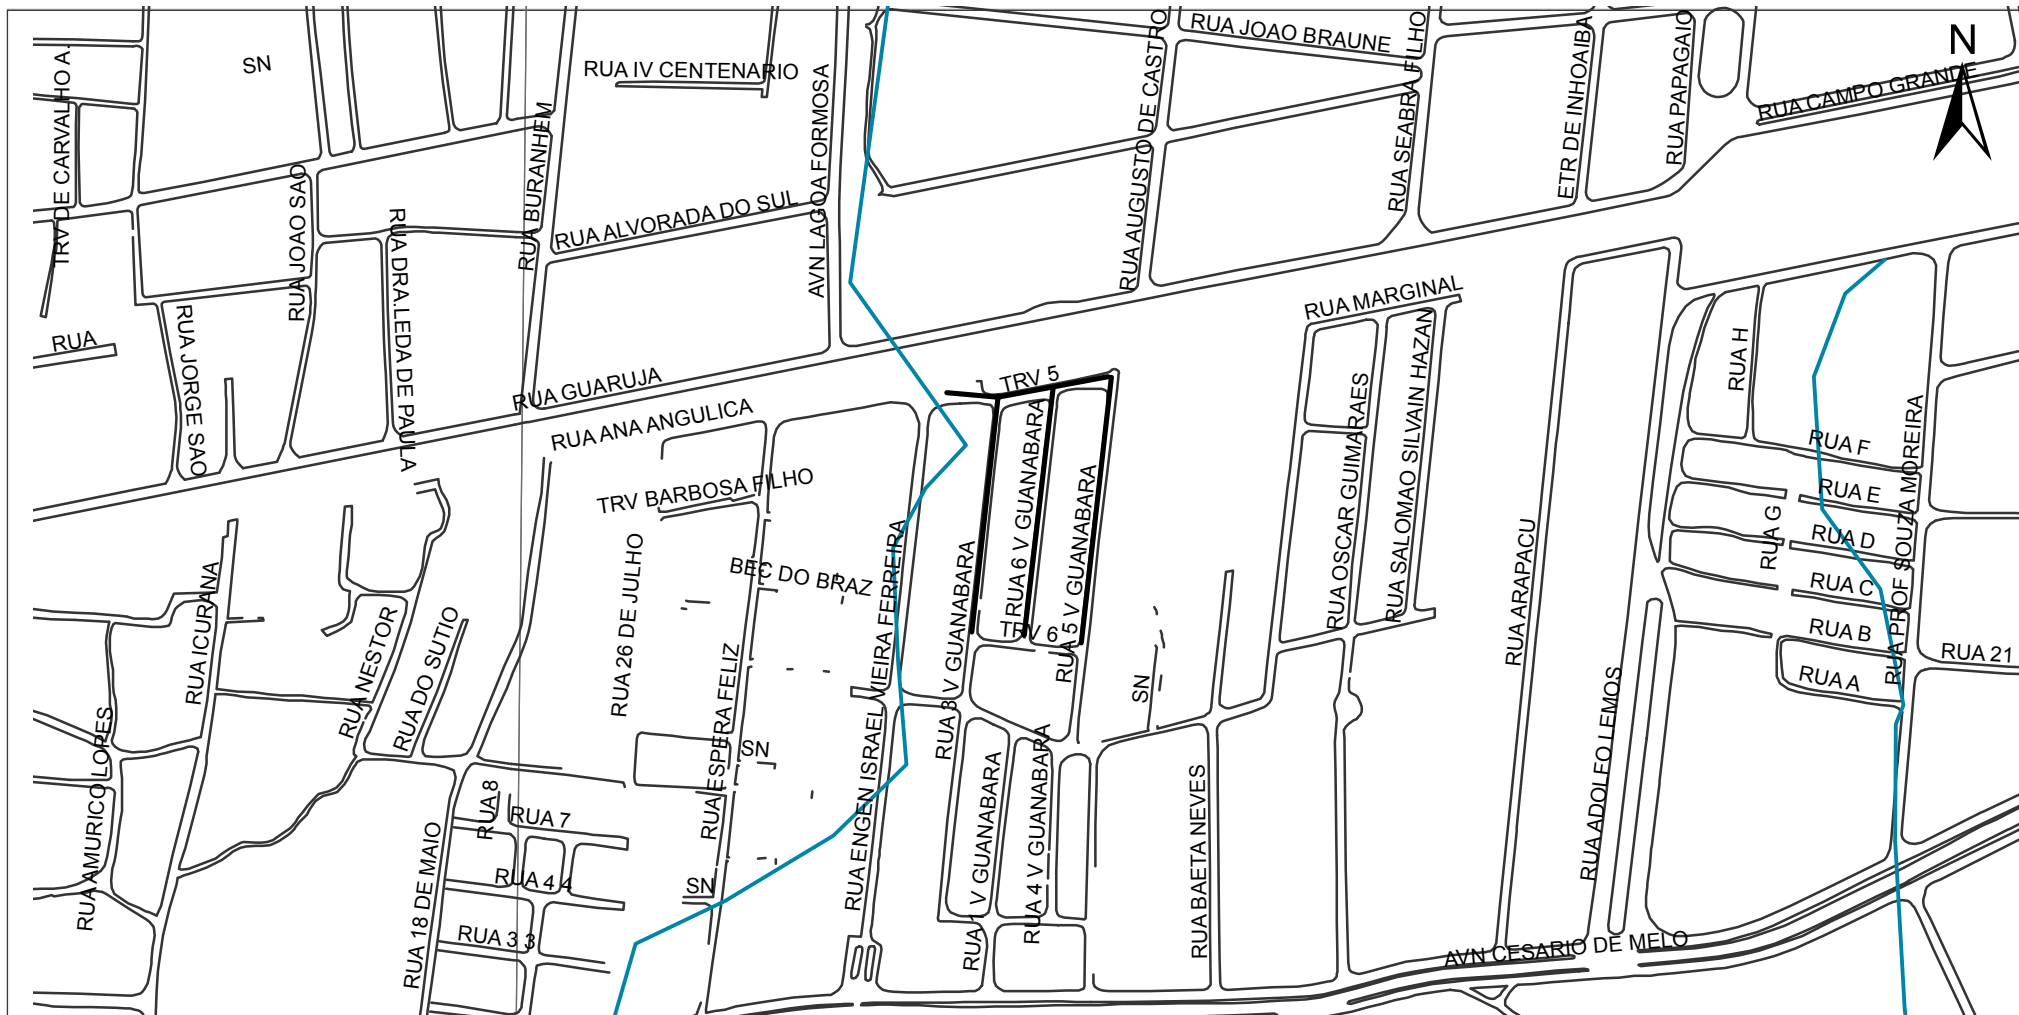 RUA JOAO BRAUNE
N
SN
RUA IV CENTENARIO
RUA CAMPO GRANDE
TRV DE CARVALHO A.
RUA JOAO SAO
RUA BURANHEM
AVN LAGOA FORMOSA
RUA AUGUSTO DE CASTRO
RUA SEABRA FILHO
ETR DE INHOAIBA
RUA PAPAGAIO
RUA ALVORADA DO SUL
RUA DRA.LEDA DE PAULA
RUA MARGINAL
RUA
RUA JORGE SAO
RUA GUARUJA
TRV 5
RUA H
RUA ANA ANGULICA
RUA F
TRV BARBOSA FILHO
RUA E
RUA G
RUA D
BEC DO BRAZ
RUA C
RUA 6 V GUANABARA
RUA 5 V GUANABARA
RUA OSCAR GUIMARAES
RUA SALOMAO SILVAIN HAZAN
RUA ARAPACU
RUA PROF SOUZA MOREIRA
TRV 6
RUA B
RUA 21
RUA A
RUA ICURANA
RUA NESTOR
RUA DO SUTIO
RUA 26 DE JULHO
RUA ESPERA FELIZ
RUA ENGEN ISRAEL VIEIRA FERREIRA
RUA 3 V GUANABARA
SN
RUA ADOLFO LEMOS
SN
RUA AMURICO LOPES
RUA 8
RUA 7
RUA 1 V GUANABARA
RUA 4 V GUANABARA
RUA BAETA NEVES
RUA 4 4
SN
RUA 18 DE MAIO
RUA 3 3
AVN CESARIO DE MELO